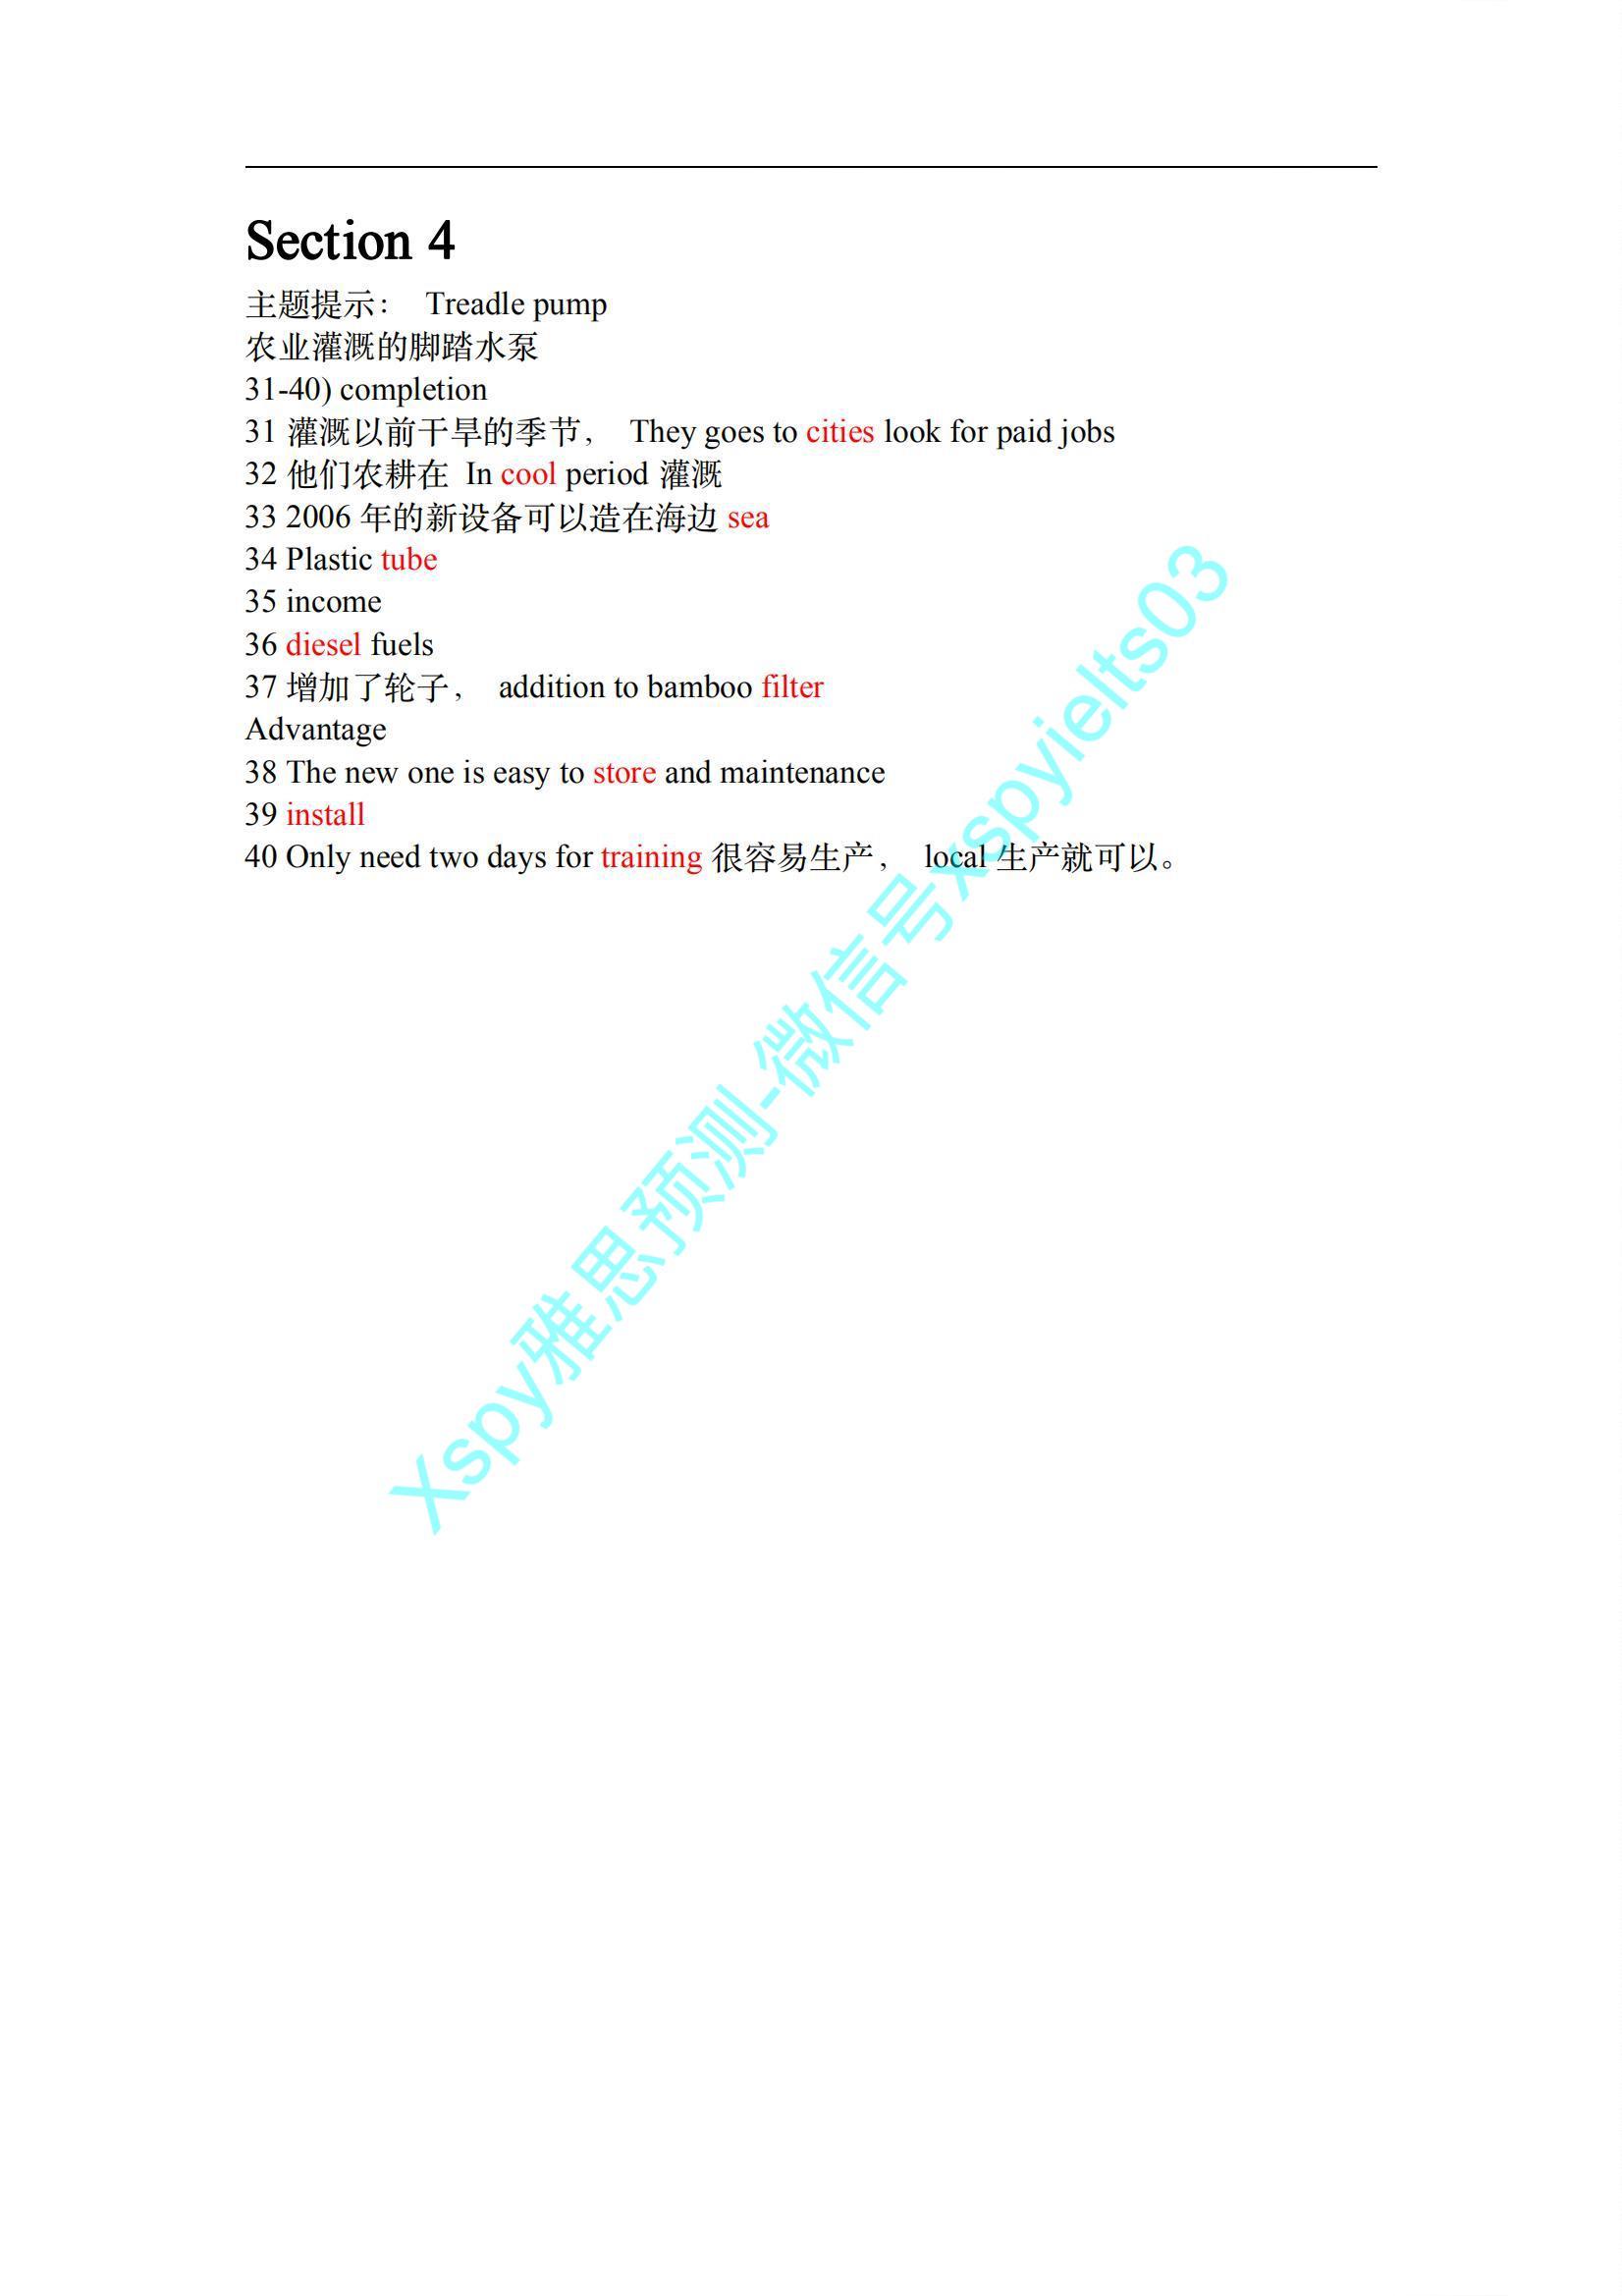 Section 4
主题提示： Treadle pump
农业灌溉的脚踏水泵
31-40) completion
31 灌溉以前干旱的季节， They goes to cities look for paid jobs
32 他们农耕在 In cool period 灌溉
33 2006 年的新设备可以造在海边 sea
34 Plastic tube
35 income
36 diesel fuels
37 增加了轮子， addition to bamboo filter
Advantage
38 The new one is easy to store and maintenance
39 install
40 Only need two days for training 很容易生产， local 生产就可以。
Xspy雅思预测-微信号xspyielts03